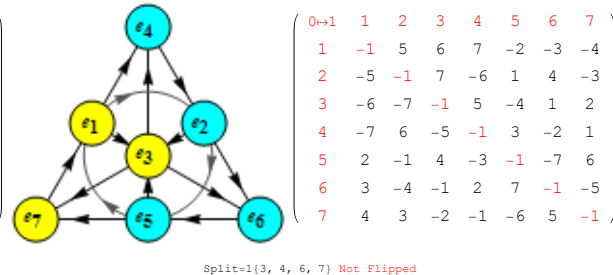 e4
0↦1 1 2 3 4 5 6 7
1 -1 5 6 7 -2 -3 -4
2 -5 -1 7 -6 1 4 -3
e1 e2
3 -6 -7 -1 5 -4 1 2
e3
4 -7 6 -5 -1 3 -2 1
5 2 -1 4 -3 -1 -7 6
e7 e5 e6
6 3 -4 -1 2 7 -1 -5
7 4 3 -2 -1 -6 5 -1
Split=1{3, 4, 6, 7} Not Flipped